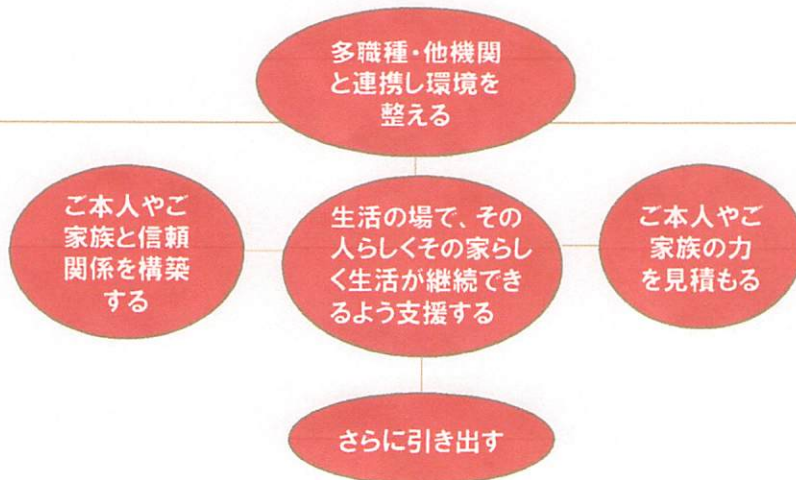 多職種・他機関
と連携し環境を
整える
ご本人やご
家族と信頼
関係を構築
する
生活の場で、その
人らしくその家らし
く生活が継続でき
るよう支援する
ご本人やご
家族の力
を見積もる
さらに引き出す